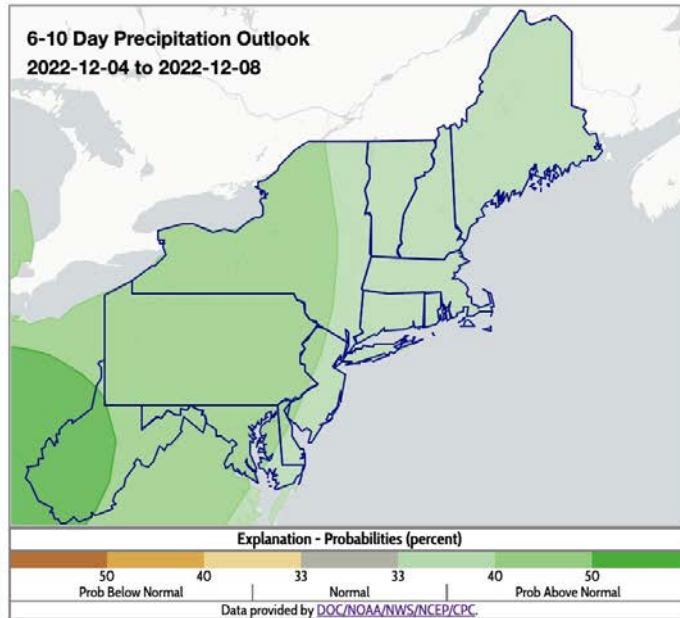 6-10 Day Precipitation Outlook
2022-12-04 to 2022-12-08
Explanation - Probabilities (percent)
50 40 33 33 40 50
Prob Below Normal Normal Prob Above Normal
Data provided by DOC/NOAA/NWS/NCEP/CPC.